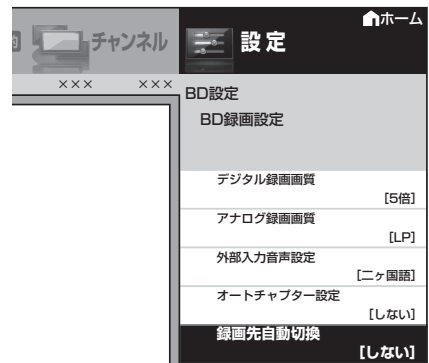 ホーム
チャンネル
設定
××× ×××
BD設定
BD録画設定
デジタル録画画質
[5倍]
アナログ録画画質
[LP]
外部入力音声設定
[二ヶ国語]
オートチャプター設定
[しない]
録画先自動切換
[しない]